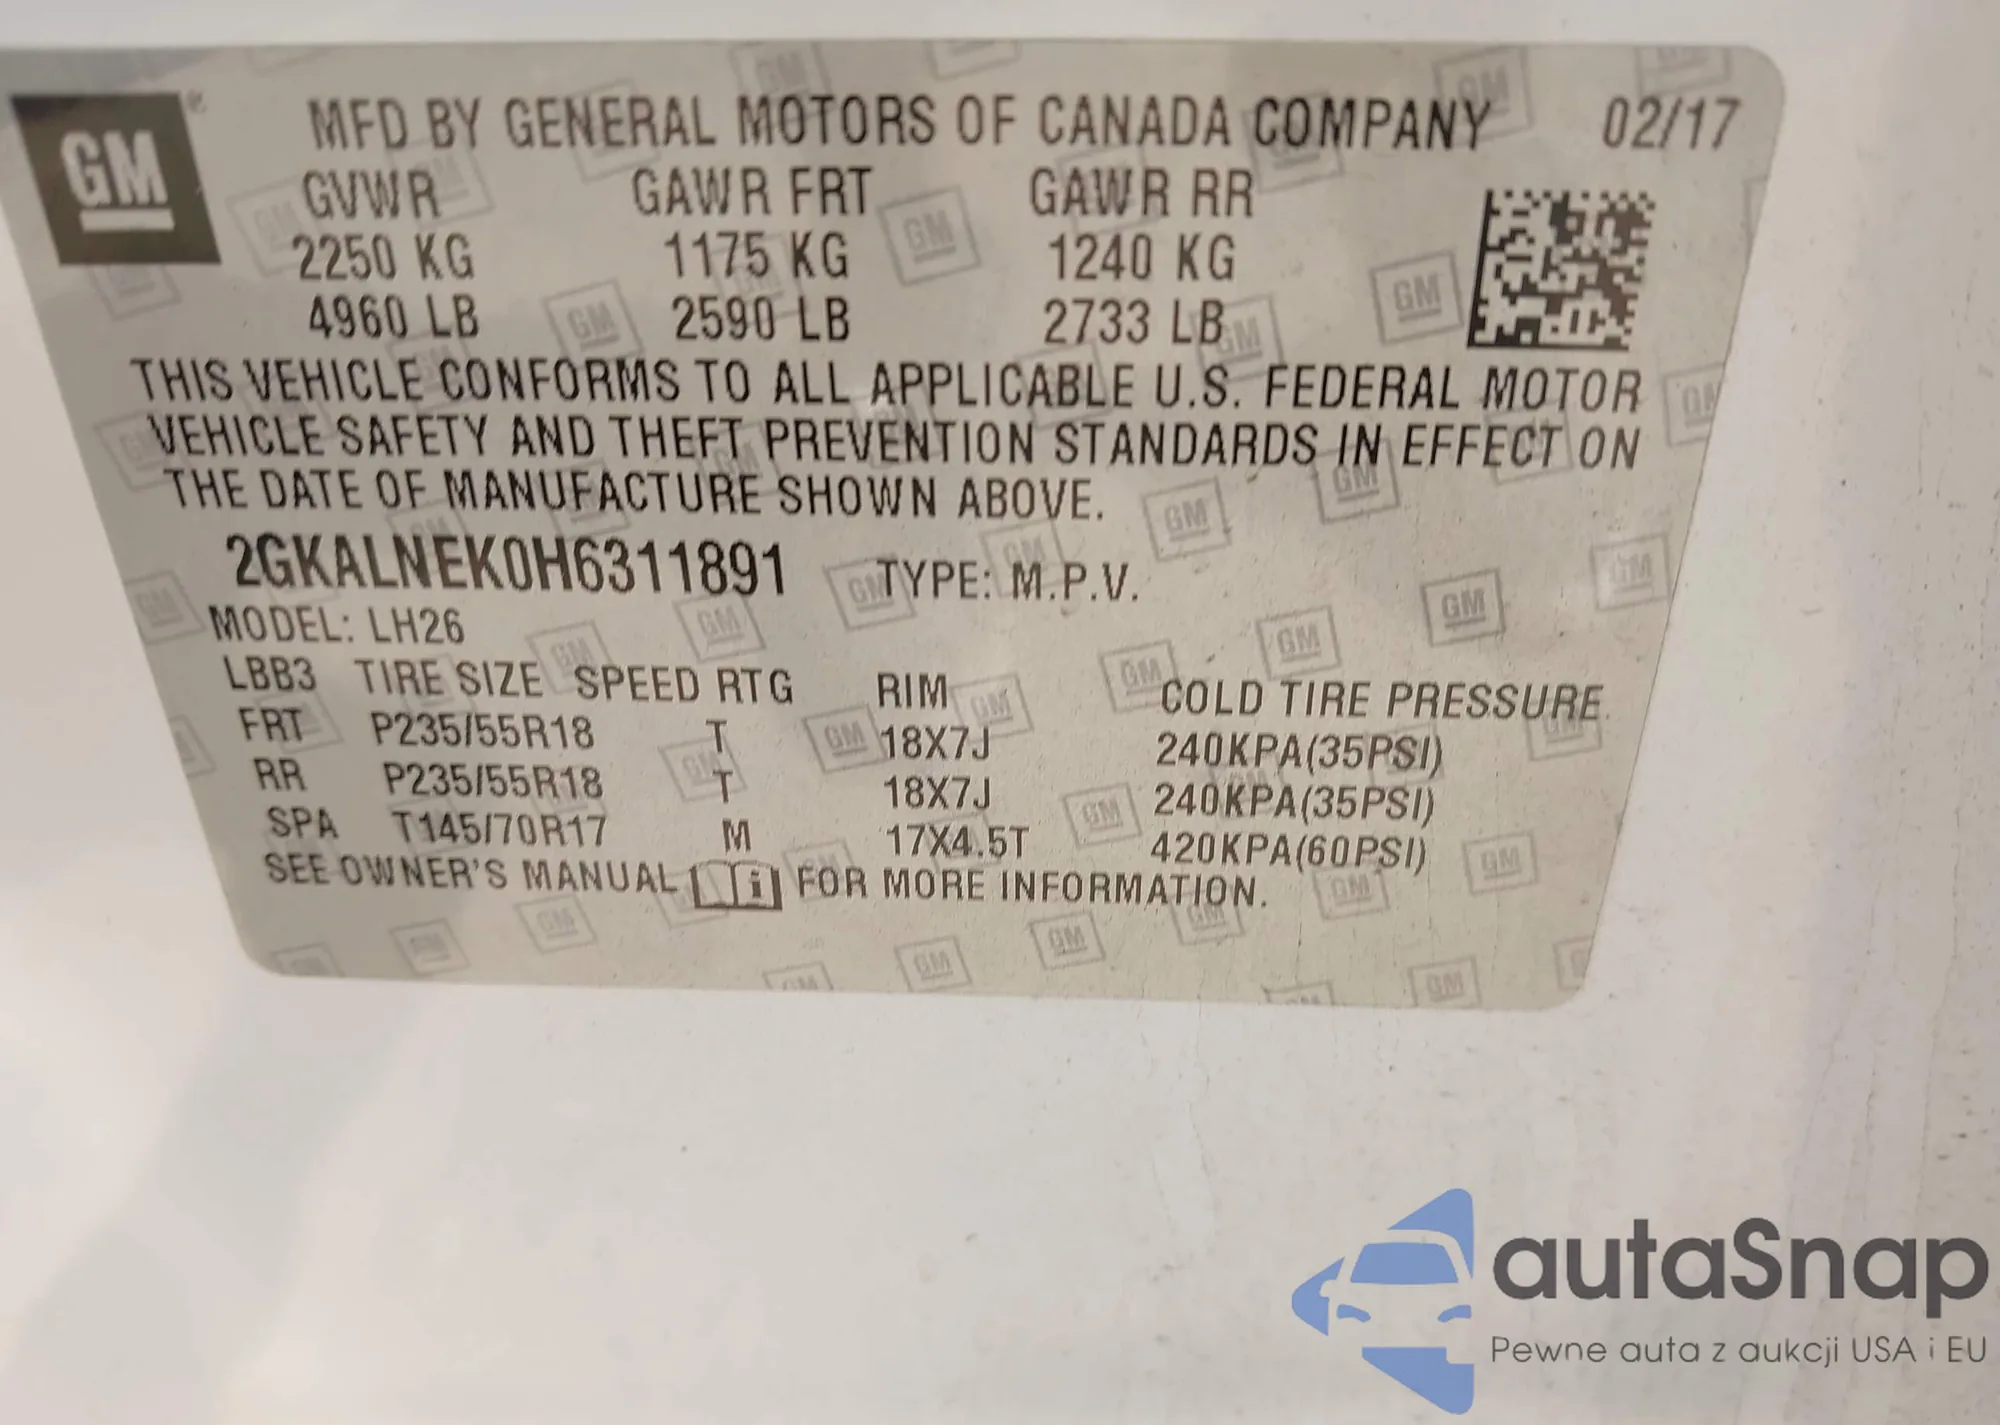 GM ®
MFD BY GENERAL MOTORS OF CANADA COMPANY 02/17
GVWR GAWR FRT GAWR RR
2250 KG 1175 KG 1240 KG
4960 LB 2590 LB 2733 LB
THIS VEHICLE CONFORMS TO ALL APPLICABLE U.S. FEDERAL MOTOR
VEHICLE SAFETY AND THEFT PREVENTION STANDARDS IN EFFECT ON
THE DATE OF MANUFACTURE SHOWN ABOVE.
2GKALNEK0H6311891 TYPE: M.P.V.
MODEL: LH26
LBB3 TIRE SIZE SPEED RTG RIM COLD TIRE PRESSURE
FRT P235/55R18 T 18X7J 240KPA(35PSI)
RR P235/55R18 T 18X7J 240KPA(35PSI)
SPA T145/70R17 M 17X4.5T 420KPA(60PSI)
SEE OWNER'S MANUAL i FOR MORE INFORMATION.
autaSnap
Pewne auta z aukcji USA i EU